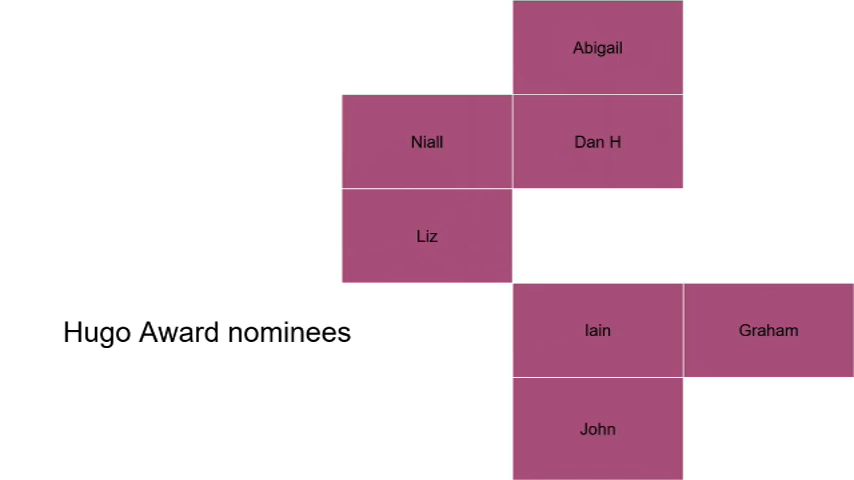 Abigail
Niall
Dan H
Liz
Hugo Award nominees
Iain
Graham
John